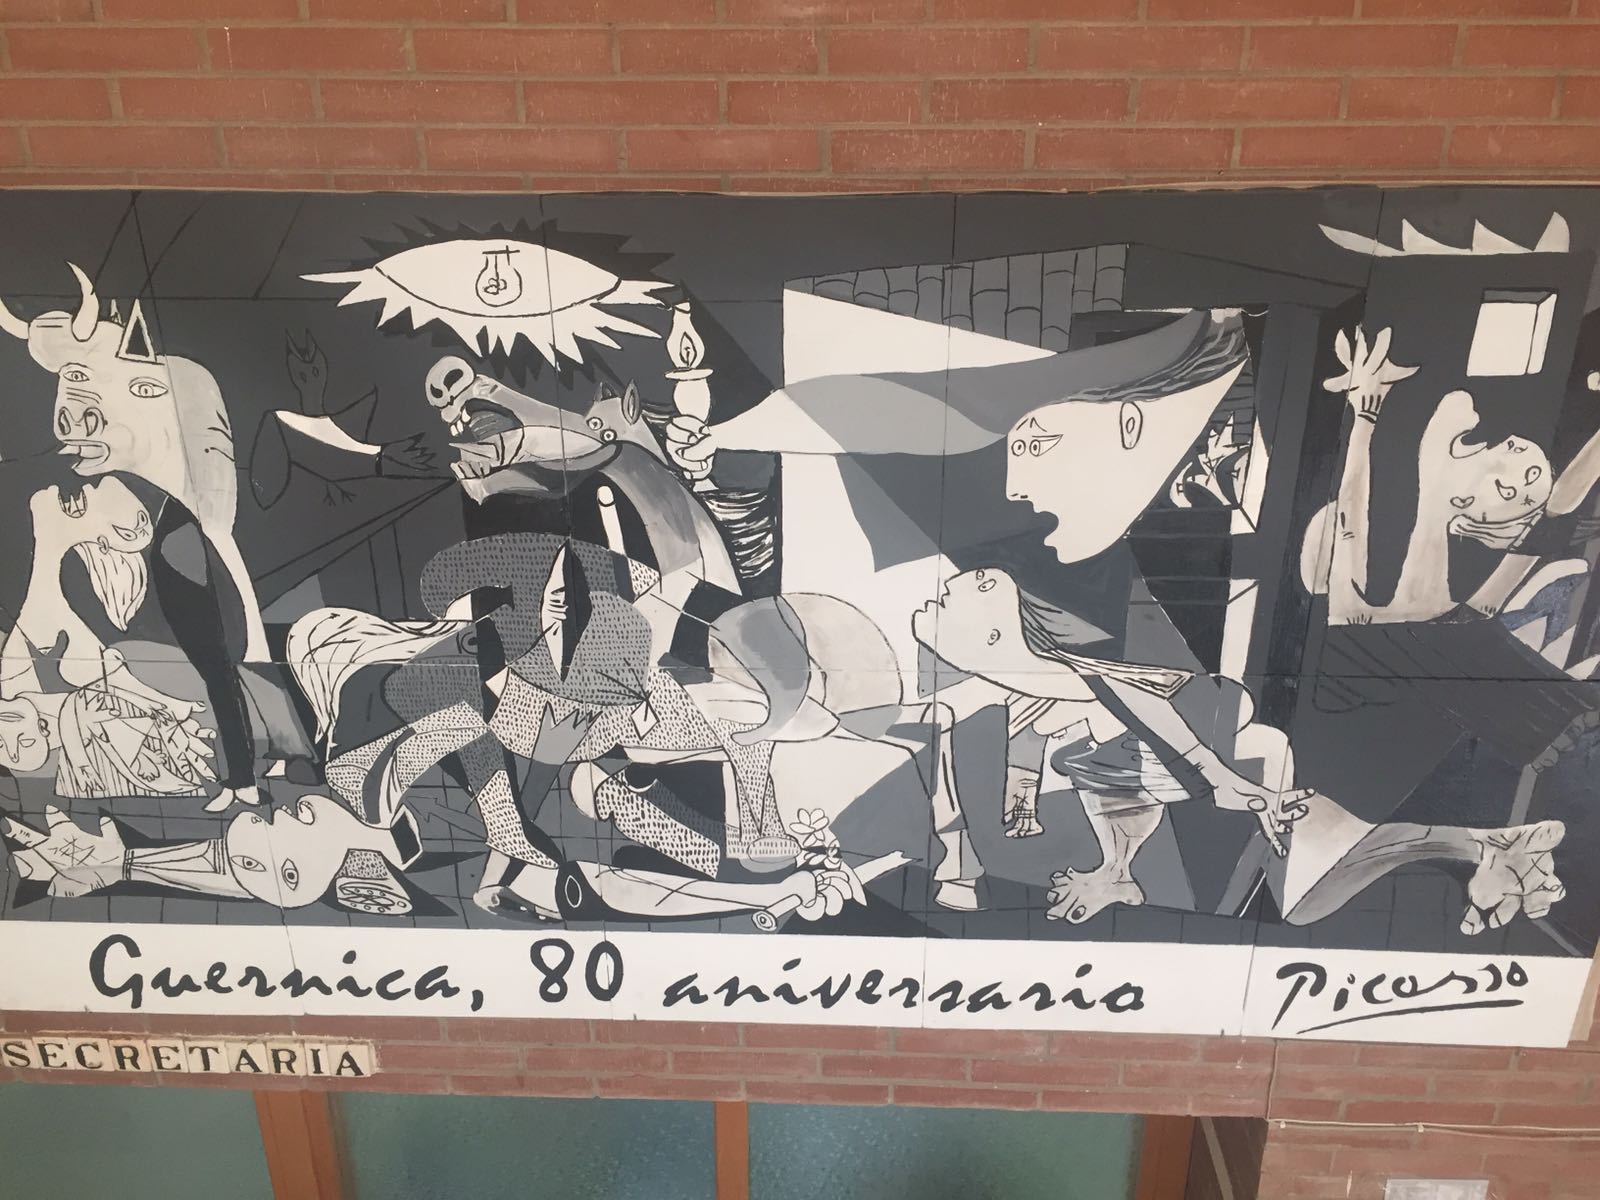 Guernica, 80 aniversario Picasso
SECRETARIA